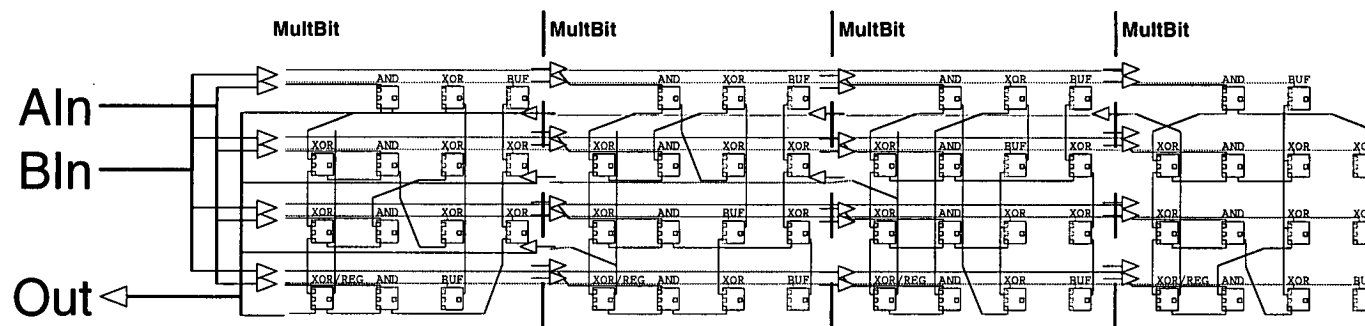 MultBit MultBit MultBit MultBit
AND XOR BUF AND XOR BUF AND XOR BUF AND BUF
AIn
XOR AND XOR XOR XOR AND XOR XOR XOR AND BUF XOR XOR AND XOR
BIn
XOR AND XOR XOR XOR AND BUF XOR XOR AND XOR XOR XOR AND XOR
XOR/REG AND BUF XOR/REG AND XOR BUF XOR/REG AND XOR XOR XOR/REG AND XOR
Out